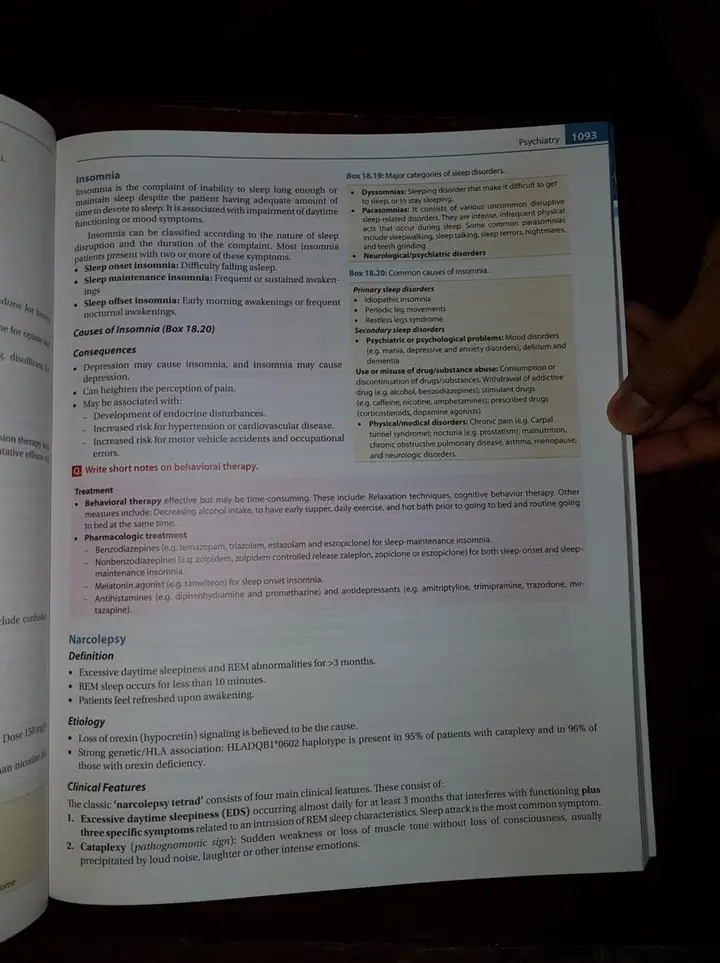 Psychiatry 1093
Insomnia
Insomnia is the complaint of inability to sleep long enough or
maintain sleep despite the patient having adequate amount of
time to devote to sleep. It is associated with impairment of daytime
functioning or mood symptoms.
Insomnia can be classified according to the nature of sleep
disruption and the duration of the complaint. Most insomnia
patients present with two or more of these symptoms.
• Sleep onset insomnia: Difficulty falling asleep.
• Sleep maintenance insomnia: Frequent or sustained awaken-
ings
• Sleep offset insomnia: Early morning awakenings or frequent
nocturnal awakenings.
Causes of Insomnia (Box 18.20)
Consequences
• Depression may cause insomnia, and insomnia may cause
depression.
• Can heighten the perception of pain.
• May be associated with:
– Development of endocrine disturbances.
– Increased risk for hypertension or cardiovascular disease.
– Increased risk for motor vehicle accidents and occupational
errors.
Box 18.19: Major categories of sleep disorders.
• Dyssomnias: Sleeping disorder that make it difficult to get
to sleep, or to stay sleeping.
• Parasomnias: It consists of various uncommon disruptive
sleep-related disorders. They are intense, infrequent physical
acts that occur during sleep. Some common parasomnias
include sleepwalking, sleep talking, sleep terrors, nightmares,
and teeth grinding
• Neurological/psychiatric disorders
Box 18.20: Common causes of insomnia.
Primary sleep disorders
• Idiopathic insomnia
• Periodic leg movements
• Restless legs syndrome
Secondary sleep disorders
• Psychiatric or psychological problems: Mood disorders
(e.g. mania, depressive and anxiety disorders); delirium and
dementia
Use or misuse of drug/substance abuse: Consumption or
discontinuation of drugs/substances. Withdrawal of addictive
drug (e.g. alcohol, benzodiazepines); stimulant drugs
(e.g. caffeine, nicotine, amphetamines); prescribed drugs
(corticosteroids, dopamine agonists)
• Physical/medical disorders: Chronic pain (e.g. Carpal
tunnel syndrome); nocturia (e.g. prostatism); malnutrition,
chronic obstructive pulmonary disease, asthma, menopause,
and neurologic disorders.
Q. Write short notes on behavioral therapy.
Treatment
• Behavioral therapy effective but may be time-consuming. These include: Relaxation techniques, cognitive behavior therapy. Other
measures include: Decreasing alcohol intake, to have early supper, daily exercise, and hot bath prior to going to bed and routine going
to bed at the same time.
• Pharmacologic treatment
– Benzodiazepines (e.g. temazepam, triazolam, estazolam and eszopiclone) for sleep-maintenance insomnia.
– Nonbenzodiazepines (e.g. zolpidem, zolpidem controlled release zaleplon, zopiclone or eszopiclone) for both sleep-onset and sleep-
maintenance insomnia.
– Melatonin agonist (e.g. ramelteon) for sleep onset insomnia.
– Antihistamines (e.g. diphenhydramine and promethazine) and antidepressants (e.g. amitriptyline, trimipramine, trazodone, mir-
tazapine).
Narcolepsy
Definition
• Excessive daytime sleepiness and REM abnormalities for >3 months.
• REM sleep occurs for less than 10 minutes.
• Patients feel refreshed upon awakening.
Etiology
• Loss of orexin (hypocretin) signaling is believed to be the cause.
• Strong genetic/HLA association: HLADQB1*0602 haplotype is present in 95% of patients with cataplexy and in 96% of
those with orexin deficiency.
Clinical Features
The classic ‘narcolepsy tetrad’ consists of four main clinical features. These consist of:
1. Excessive daytime sleepiness (EDS) occurring almost daily for at least 3 months that interferes with functioning plus
three specific symptoms related to an intrusion of REM sleep characteristics. Sleep attack is the most common symptom.
2. Cataplexy (pathognomonic sign): Sudden weakness or loss of muscle tone without loss of consciousness, usually
precipitated by loud noise, laughter or other intense emotions.
done for
for
disulfiram
sion therapy
tative efforts
clude
Dose 150 mg
nicotine
ome